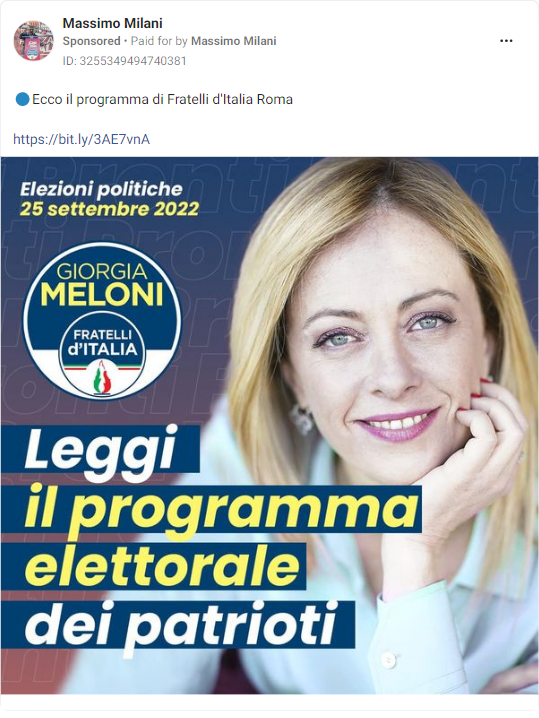 Massimo Milani
Sponsored • Paid for by Massimo Milani
ID: 3255349494740381
Ecco il programma di Fratelli d'Italia Roma
https://bit.ly/3AE7vnA
Elezioni politiche
25 settembre 2022
GIORGIA
MELONI
FRATELLI
d'ITALIA
Leggi
il programma
elettorale
dei patrioti